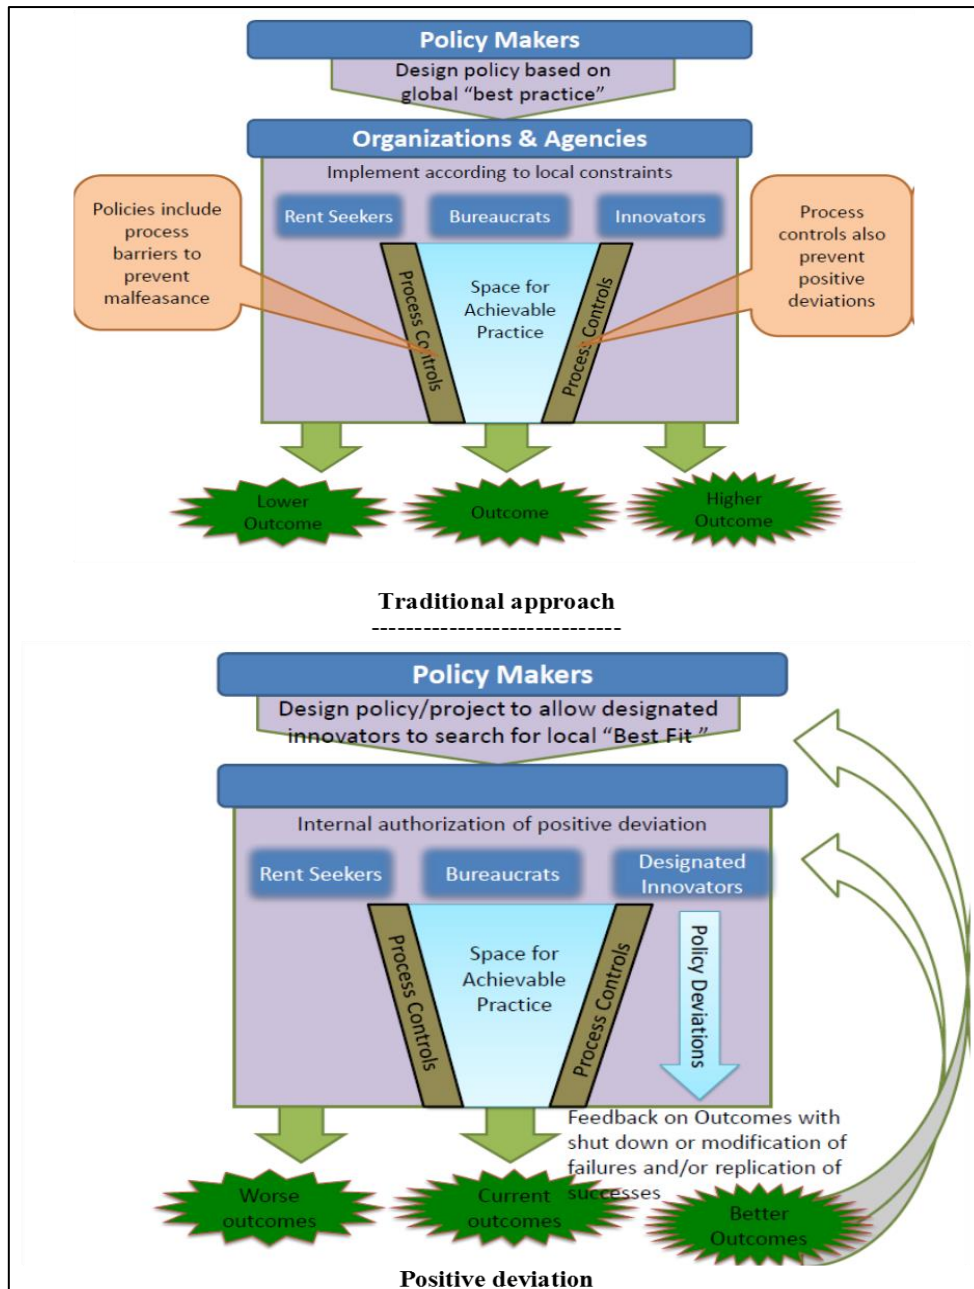 Policy Makers
Design policy based on
global “best practice”
Organizations & Agencies
Implement according to local constraints
Rent Seekers
Bureaucrats
Innovators
Policies include
process
barriers to
prevent
malfeasance
Process Controls
Space for
Achievable
Practice
Process Controls
Process
controls also
prevent
positive
deviations
Lower
Outcome
Outcome
Higher
Outcome
Traditional approach
-----------------------------
Policy Makers
Design policy/project to allow designated
innovators to search for local “Best Fit ”
Internal authorization of positive deviation
Rent Seekers
Bureaucrats
Designated
Innovators
Process Controls
Space for
Achievable
Practice
Process Controls
Policy Deviations
Feedback on Outcomes with
shut down or modification of
failures and/or replication of
successes
Worse
outcomes
Current
outcomes
Better
Outcomes
Positive deviation